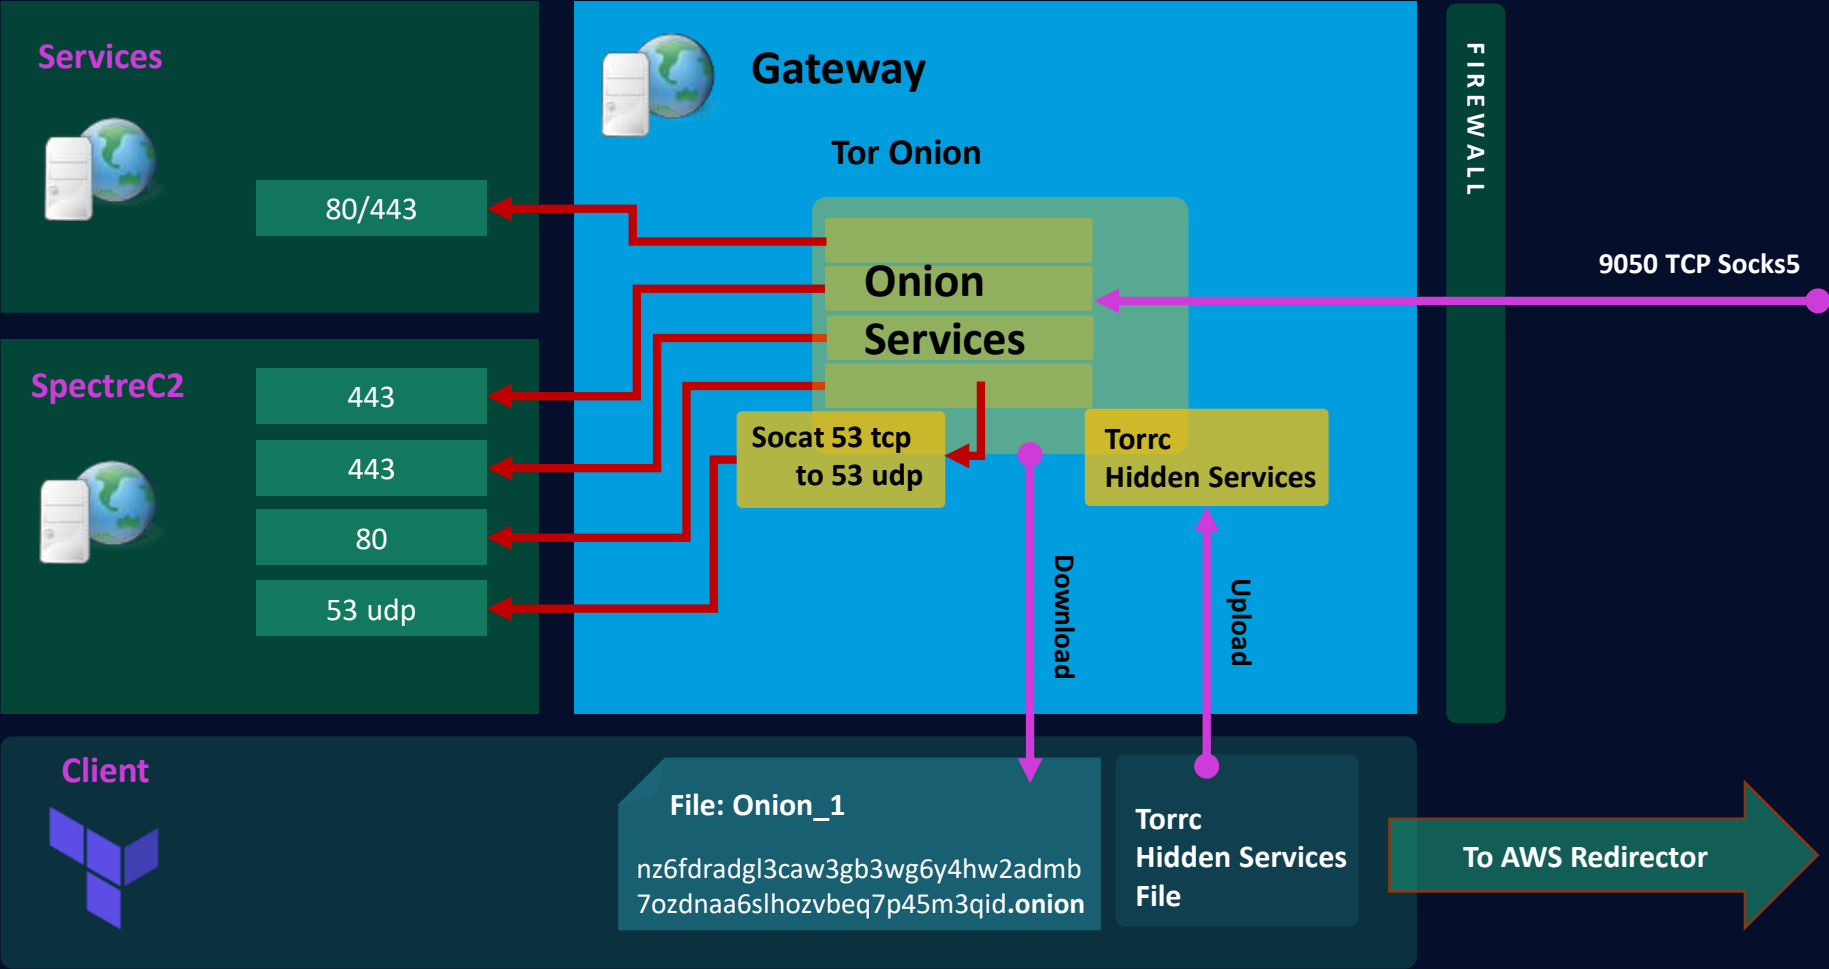 Services
80/443
SpectreC2
443
443
80
53 udp
Gateway
Tor Onion
Onion
Services
Socat 53 tcp
to 53 udp
Torrc
Hidden Services
Download
Upload
FIREWALL
9050 TCP Socks5
Client
File: Onion_1
nz6fdradgl3caw3gb3wg6y4hw2admb
7ozdnaa6slhozvbeq7p45m3qid.onion
Torrc
Hidden Services
File
To AWS Redirector